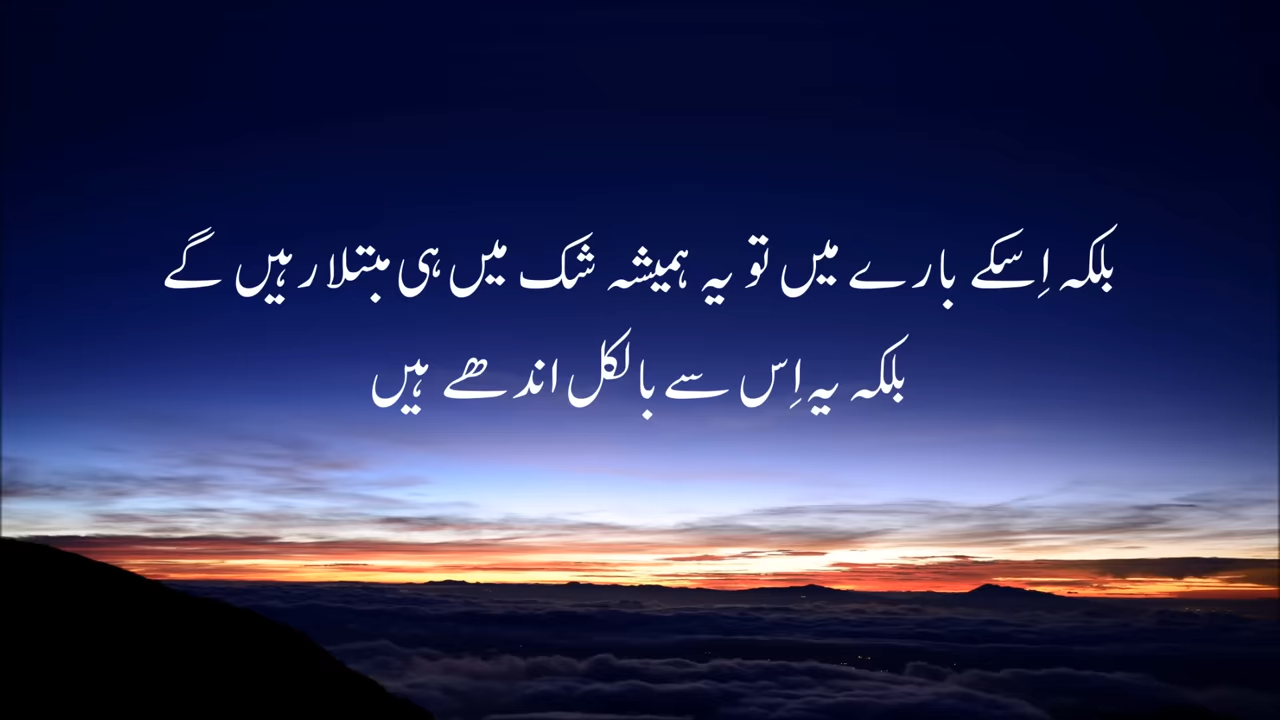 بلکہ اِسکے بارے میں تو یہ ہمیشہ شک میں ہی مبتلا رہیں گے
بلکہ یہ اِس سے بالکل اندھے ہیں